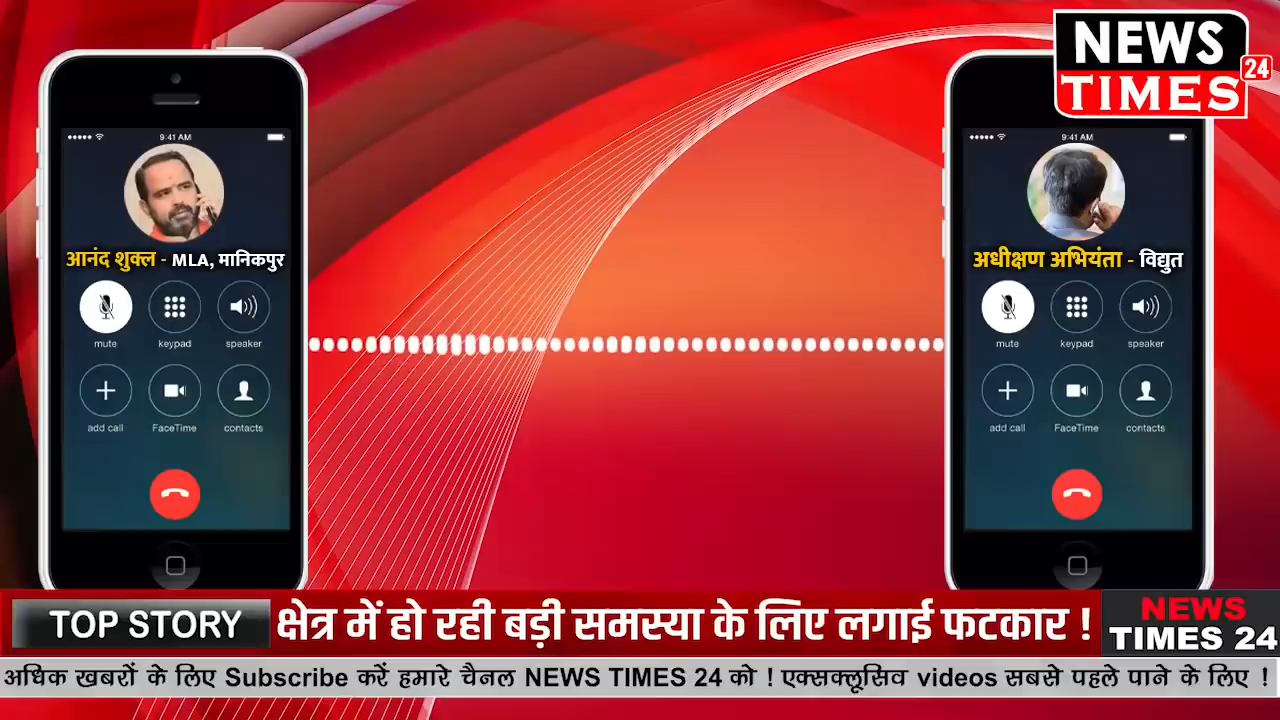 NEWS
TIMES 24
9:41 AM
आनंद शुक्ल - MLA, मानिकपुर
mute keypad speaker
add call FaceTime contacts
9:41 AM
अधीक्षण अभियंता - विद्युत
mute keypad speaker
add call FaceTime contacts
TOP STORY
क्षेत्र में हो रही बड़ी समस्या के लिए लगाई फटकार !
NEWS
TIMES 24
अधिक खबरों के लिए Subscribe करें हमारे चैनल NEWS TIMES 24 को ! एक्सक्लूसिव videos सबसे पहले पाने के लिए !